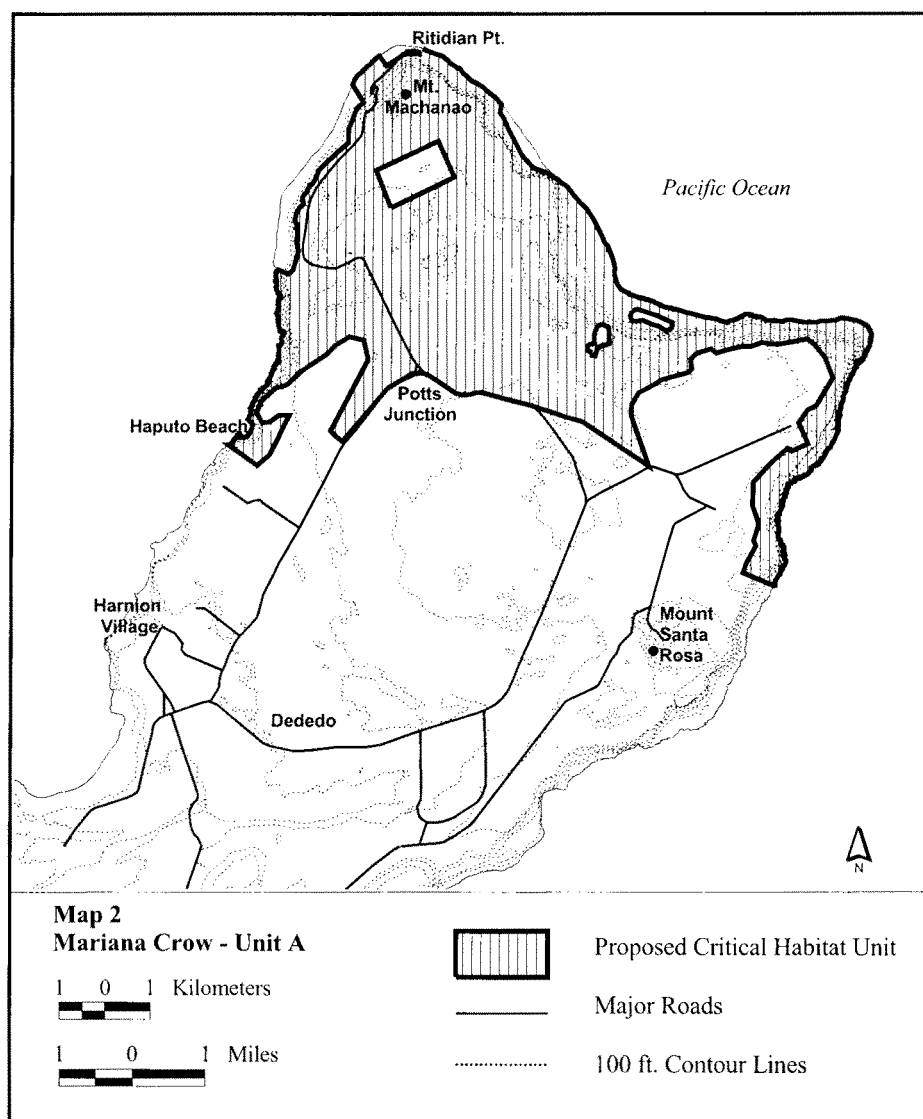 Ritidian Pt.
Mt.
Machanao
Pacific Ocean
Potts
Junction
Haputo Beach
Harnion
Village
Mount
Santa
Rosa
Dededo
N
Map 2
Mariana Crow - Unit A
1 0 1 Kilometers
1 0 1 Miles
Proposed Critical Habitat Unit
Major Roads
100 ft. Contour Lines